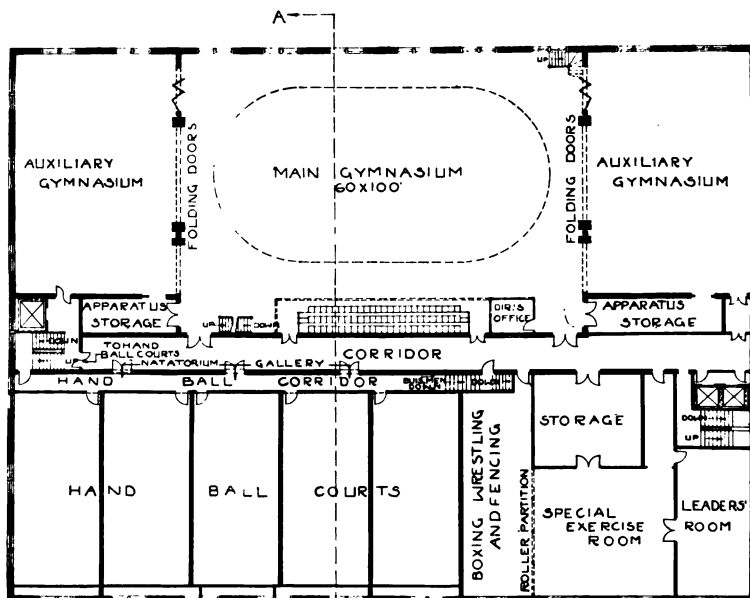 A
UP
AUXILIARY
GYMNASIUM
FOLDING DOORS
MAIN GYMNASIUM
60X100'
FOLDING DOORS
AUXILIARY
GYMNASIUM
APPARATUS
STORAGE
UP
DOWN
DIR.'S
OFFICE
APPARATUS
STORAGE
DOWN
UP
TO HAND
BALL COURTS
NATATORIUM GALLERY
CORRIDOR
HAND BALL CORRIDOR
DOWN
DOWN
DOWN
UP
HAND BALL COURTS
BOXING WRESTLING
AND FENCING
ROLLER PARTITION
STORAGE
SPECIAL
EXERCISE
ROOM
LEADERS'
ROOM